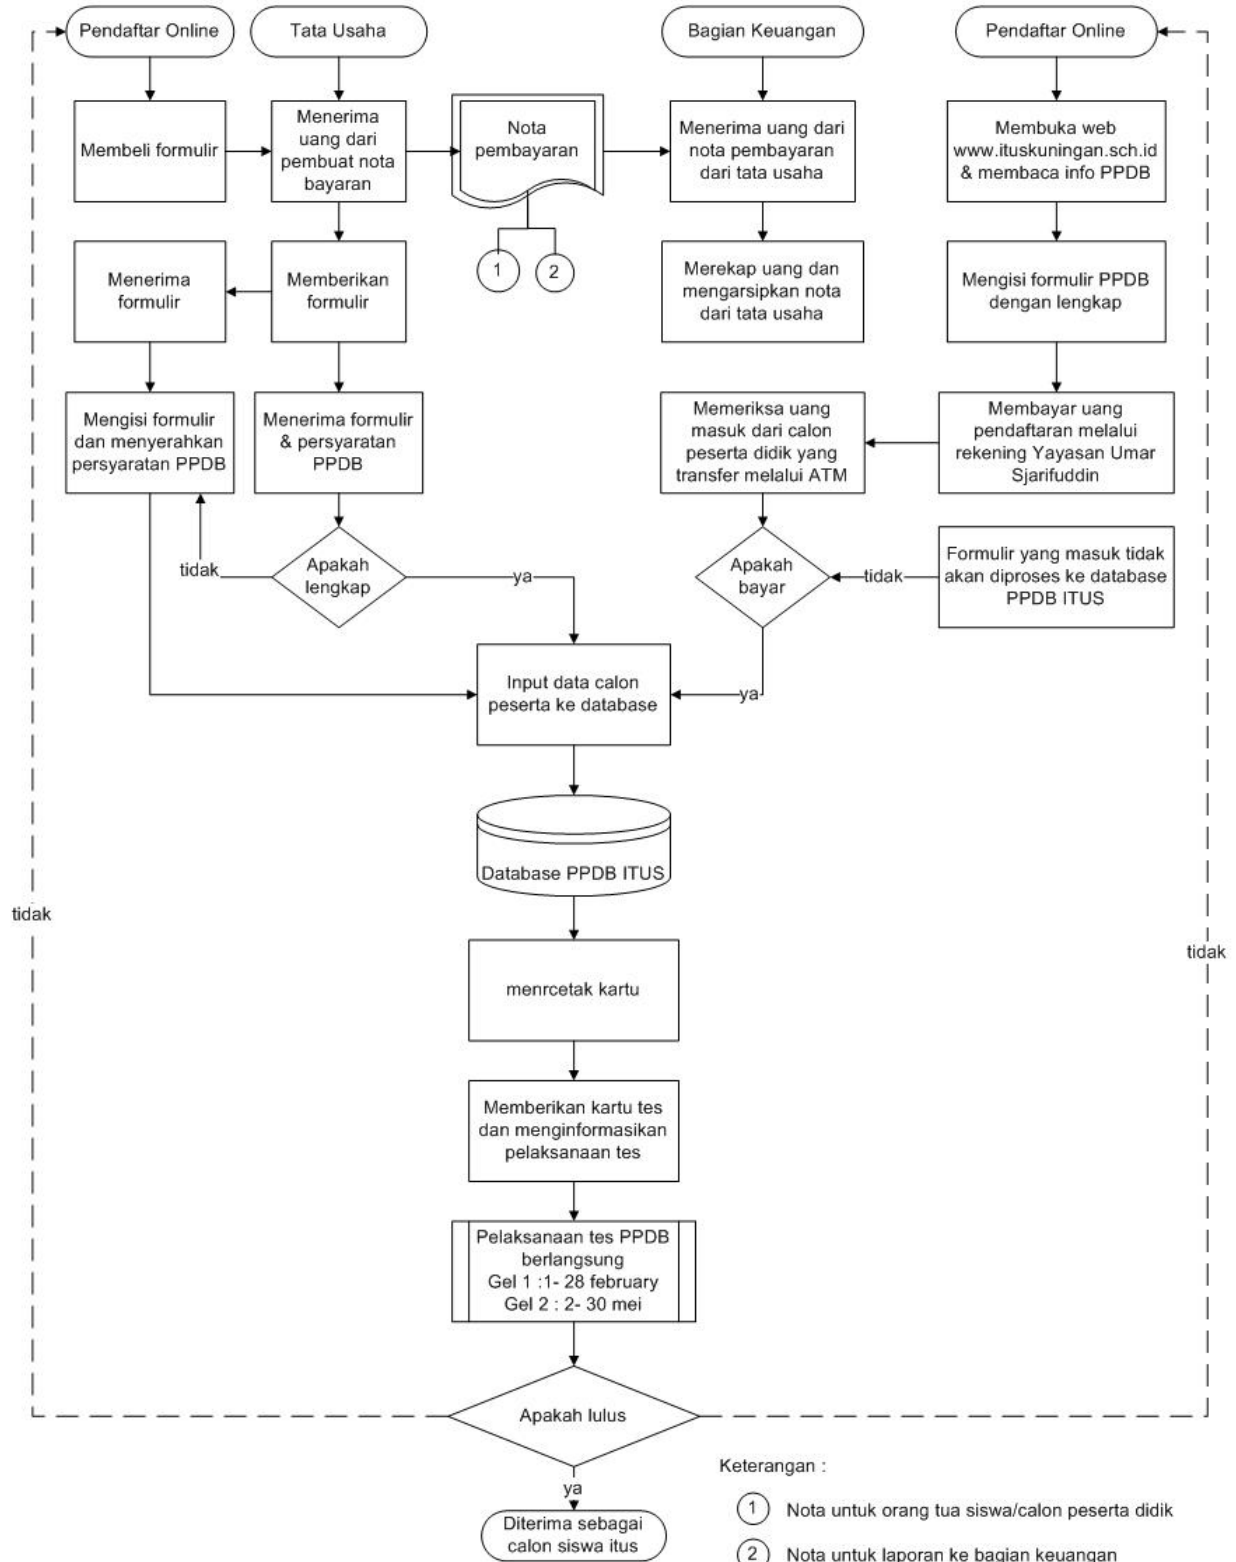 Pendaftar Online
Tata Usaha
Bagian Keuangan
Pendaftar Online
Membeli formulir
Menerima
uang dari
pembuat nota
bayaran
Nota
pembayaran
Menerima uang dari
nota pembayaran
dari tata usaha
Membuka web
www.ituskuningan.sch.id
& membaca info PPDB
1
2
Menerima
formulir
Memberikan
formulir
Merekap uang dan
mengarsipkan nota
dari tata usaha
Mengisi formulir PPDB
dengan lengkap
Mengisi formulir
dan menyerahkan
persyaratan PPDB
Menerima formulir
& persyaratan
PPDB
Memeriksa uang
masuk dari calon
peserta didik yang
transfer melalui ATM
Membayar uang
pendaftaran melalui
rekening Yayasan Umar
Sjarifuddin
tidak
Apakah
lengkap
ya
Apakah
bayar
tidak
Formulir yang masuk tidak
akan diproses ke database
PPDB ITUS
Input data calon
peserta ke database
ya
Database PPDB ITUS
tidak
tidak
menrcetak kartu
Memberikan kartu tes
dan menginformasikan
pelaksanaan tes
Pelaksanaan tes PPDB
berlangsung
Gel 1 :1- 28 february
Gel 2 : 2- 30 mei
Apakah lulus
ya
Diterima sebagai
calon siswa itus
Keterangan :
1 Nota untuk orang tua siswa/calon peserta didik
2 Nota untuk laporan ke bagian keuangan